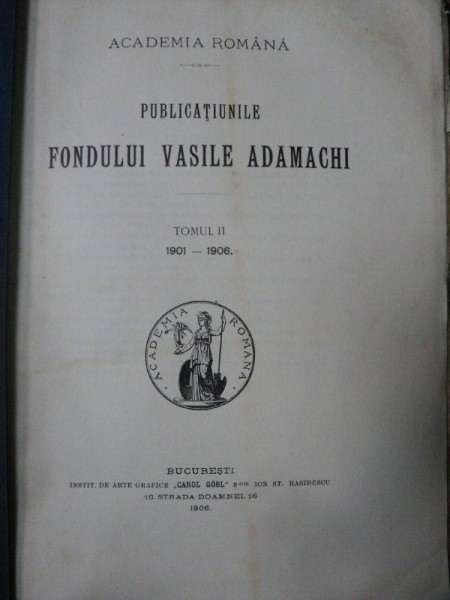 ACADEMIA ROMÂNĂ
PUBLICAȚIUNILE
FONDULUI VASILE ADAMACHI
TOMUL II
1901 — 1906.
ACADEMIA ROMANA
BUCUREȘTI
INSTIT. DE ARTE GRAFICE „CAROL GÖBL" Sʳ ION ST. RASIDESCU
16. STRADA DOAMNEI, 16
1906.